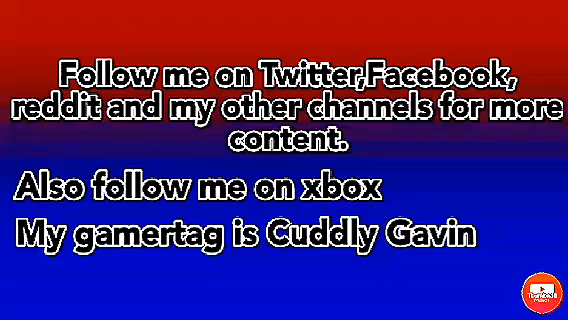 Follow me on Twitter,Facebook,
reddit and my other channels for more
content.
Also follow me on xbox
My gamertag is Cuddly Gavin